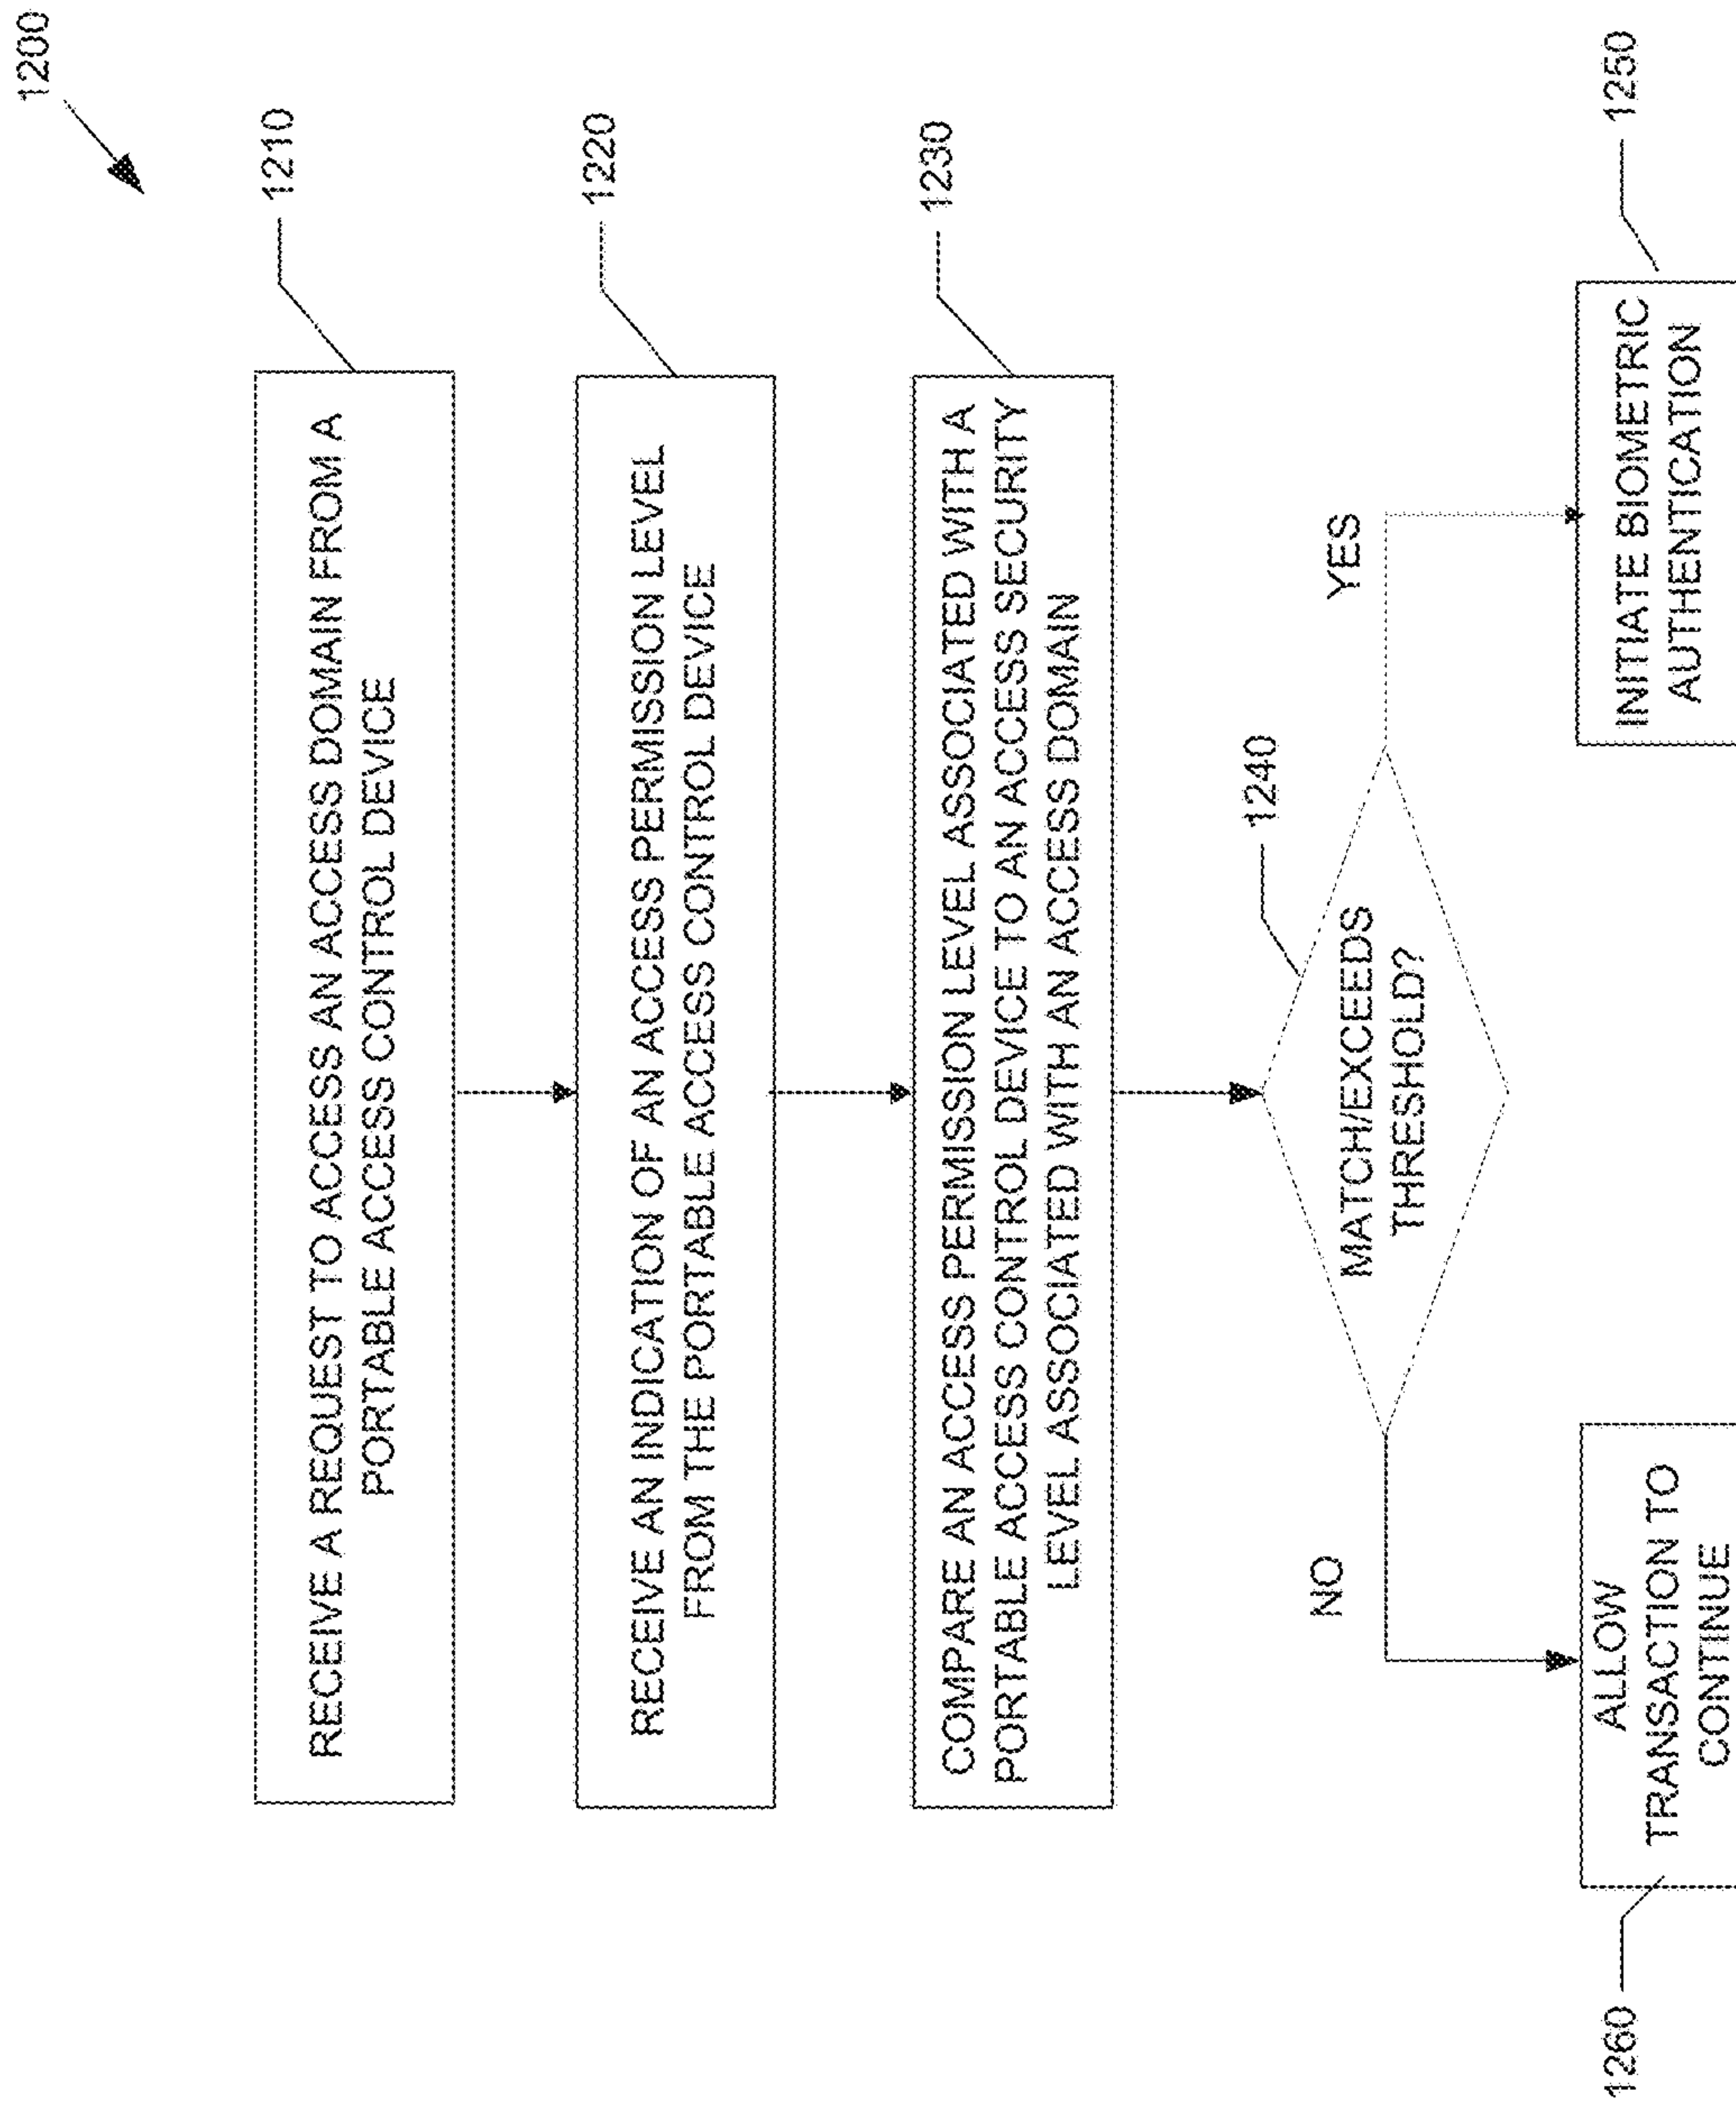 1200
RECEIVE A REQUEST TO ACCESS AN ACCESS DOMAIN FROM A
PORTABLE ACCESS CONTROL DEVICE
1210
RECEIVE AN INDICATION OF AN ACCESS PERMISSION LEVEL
FROM THE PORTABLE ACCESS CONTROL DEVICE
1220
COMPARE AN ACCESS PERMISSION LEVEL ASSOCIATED WITH A
PORTABLE ACCESS CONTROL DEVICE TO AN ACCESS SECURITY
LEVEL ASSOCIATED WITH AN ACCESS DOMAIN
1230
1240
MATCH/EXCEEDS
THRESHOLD?
NO
YES
1260
ALLOW
TRANSACTION TO
CONTINUE
INITIATE BIOMETRIC
AUTHENTICATION
1250